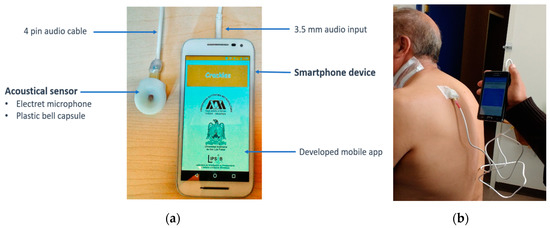 4 pin audio cable
3.5 mm audio input
Acoustical sensor
• Electret microphone
• Plastic bell capsule
Smartphone device
Gracias
Developed mobile app
(a)
(b)